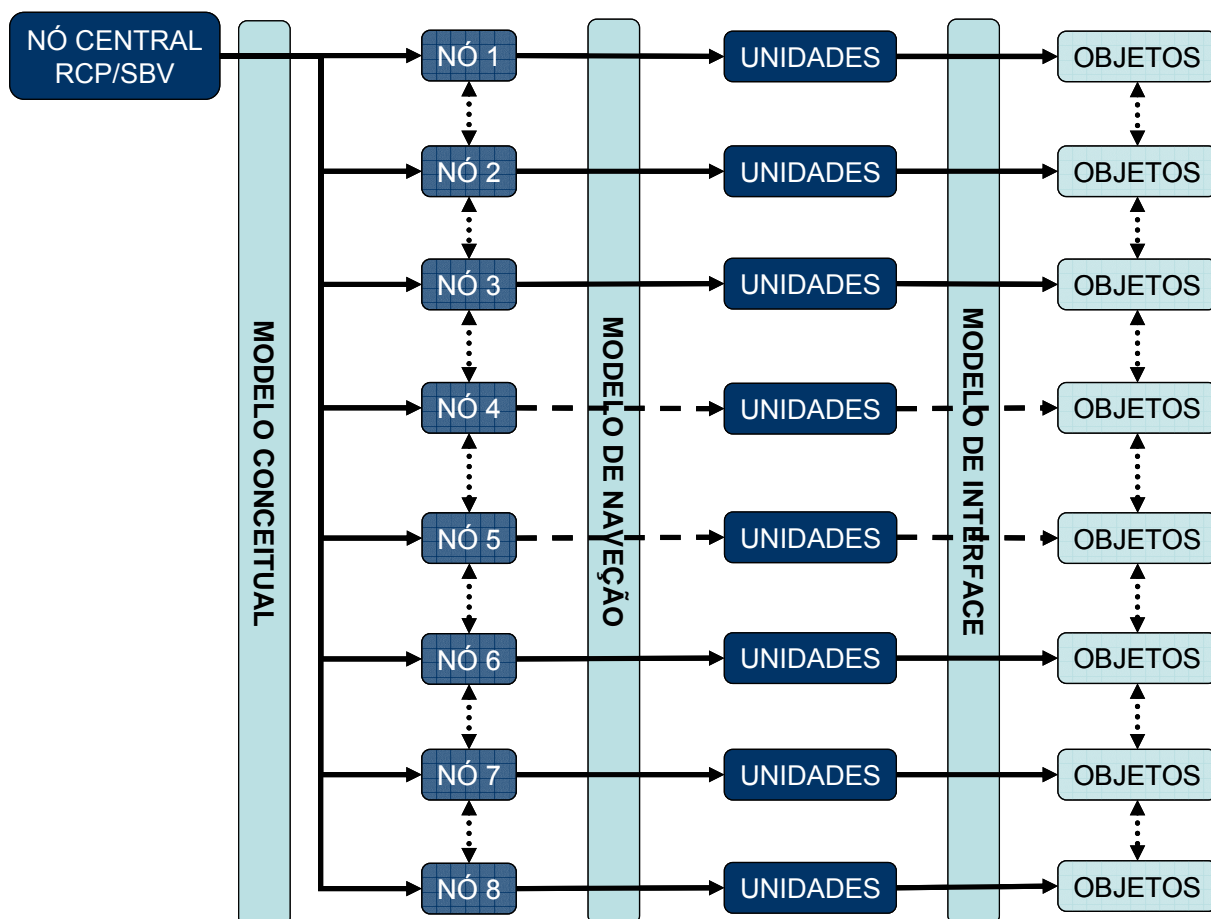 NÓ CENTRAL
RCP/SBV
NÓ 1
UNIDADES
OBJETOS
NÓ 2
UNIDADES
OBJETOS
NÓ 3
UNIDADES
OBJETOS
MODELO CONCEITUAL
MODELO DE NAVEÇÃO
MODELO DE INTERFACE
NÓ 4
UNIDADES
OBJETOS
NÓ 5
UNIDADES
OBJETOS
NÓ 6
UNIDADES
OBJETOS
NÓ 7
UNIDADES
OBJETOS
NÓ 8
UNIDADES
OBJETOS